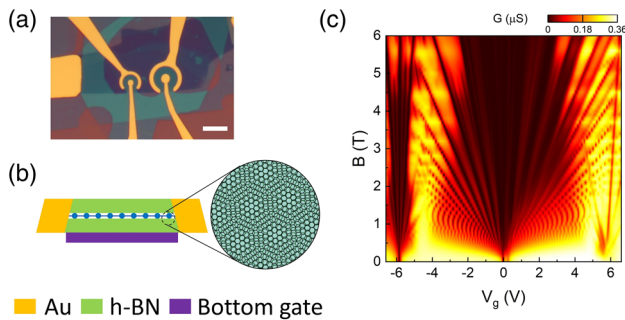 (a)
(b)
Au h-BN Bottom gate
(c)
G (μS)
0 0.18 0.36
6
5
4
3
2
1
0
B (T)
-6 -4 -2 0 2 4 6
Vg (V)